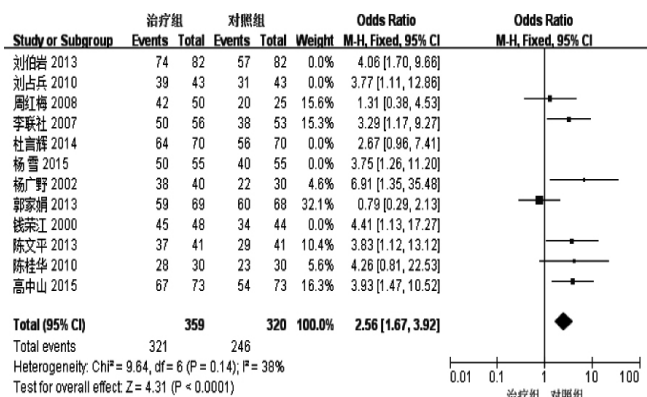 治疗组 对照组 Odds Ratio Odds Ratio
Study or Subgroup Events Total Events Total Weight M-H, Fixed, 95% CI M-H, Fixed, 95% CI
刘伯岩 2013 74 82 57 82 0.0% 4.06 [1.70, 9.66]
刘占兵 2010 39 43 31 43 0.0% 3.77 [1.11, 12.86]
周红梅 2008 42 50 20 25 15.6% 1.31 [0.38, 4.53]
李联社 2007 50 56 38 53 15.3% 3.29 [1.17, 9.27]
杜言辉 2014 64 70 56 70 0.0% 2.67 [0.96, 7.41]
杨 雪 2015 50 55 40 55 0.0% 3.75 [1.26, 11.20]
杨广野 2002 38 40 22 30 4.6% 6.91 [1.35, 35.48]
郭家娟 2013 59 69 60 68 32.1% 0.79 [0.29, 2.13]
钱荣江 2000 45 48 34 44 0.0% 4.41 [1.13, 17.27]
陈文平 2013 37 41 29 41 10.4% 3.83 [1.12, 13.12]
陈桂华 2010 28 30 23 30 5.6% 4.26 [0.81, 22.53]
高中山 2015 67 73 54 73 16.3% 3.93 [1.47, 10.52]
Total (95% CI) 359 320 100.0% 2.56 [1.67, 3.92]
Total events 321 246
Heterogeneity: Chi² = 9.64, df = 6 (P = 0.14); I² = 38%
Test for overall effect: Z = 4.31 (P < 0.0001)
0.01 0.1 1 10 100
治疗组 对照组